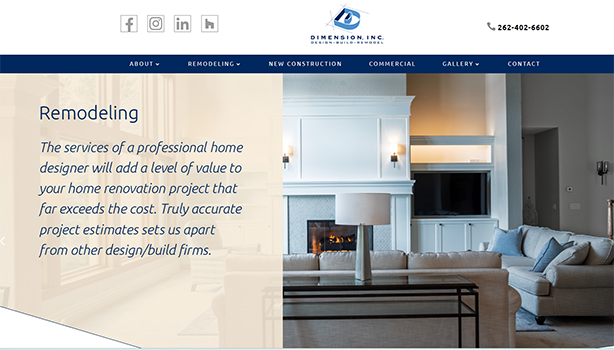 DIMENSION, INC.
DESIGN•BUILD•REMODEL
262-402-6602
ABOUT
REMODELING
NEW CONSTRUCTION
COMMERCIAL
GALLERY
CONTACT
Remodeling
The services of a professional home
designer will add a level of value to
your home renovation project that
far exceeds the cost. Truly accurate
project estimates sets us apart
from other design/build firms.